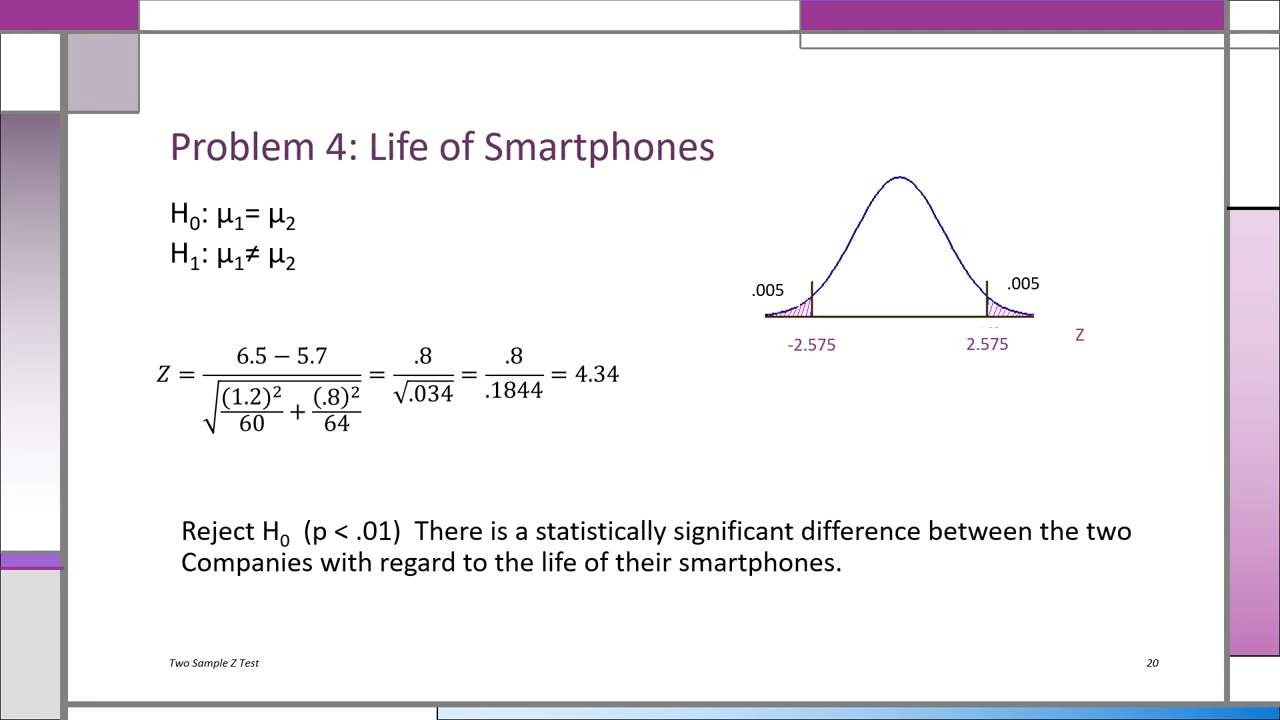 Problem 4: Life of Smartphones
H₀: μ₁= μ₂
H₁: μ₁≠ μ₂
.005
.005
-2.575
2.575
Z
Z = (6.5 − 5.7) / √((1.2)²/60 + (.8)²/64) = .8/√.034 = .8/.1844 = 4.34
Reject H₀ (p < .01) There is a statistically significant difference between the two
Companies with regard to the life of their smartphones.
Two Sample Z Test
20